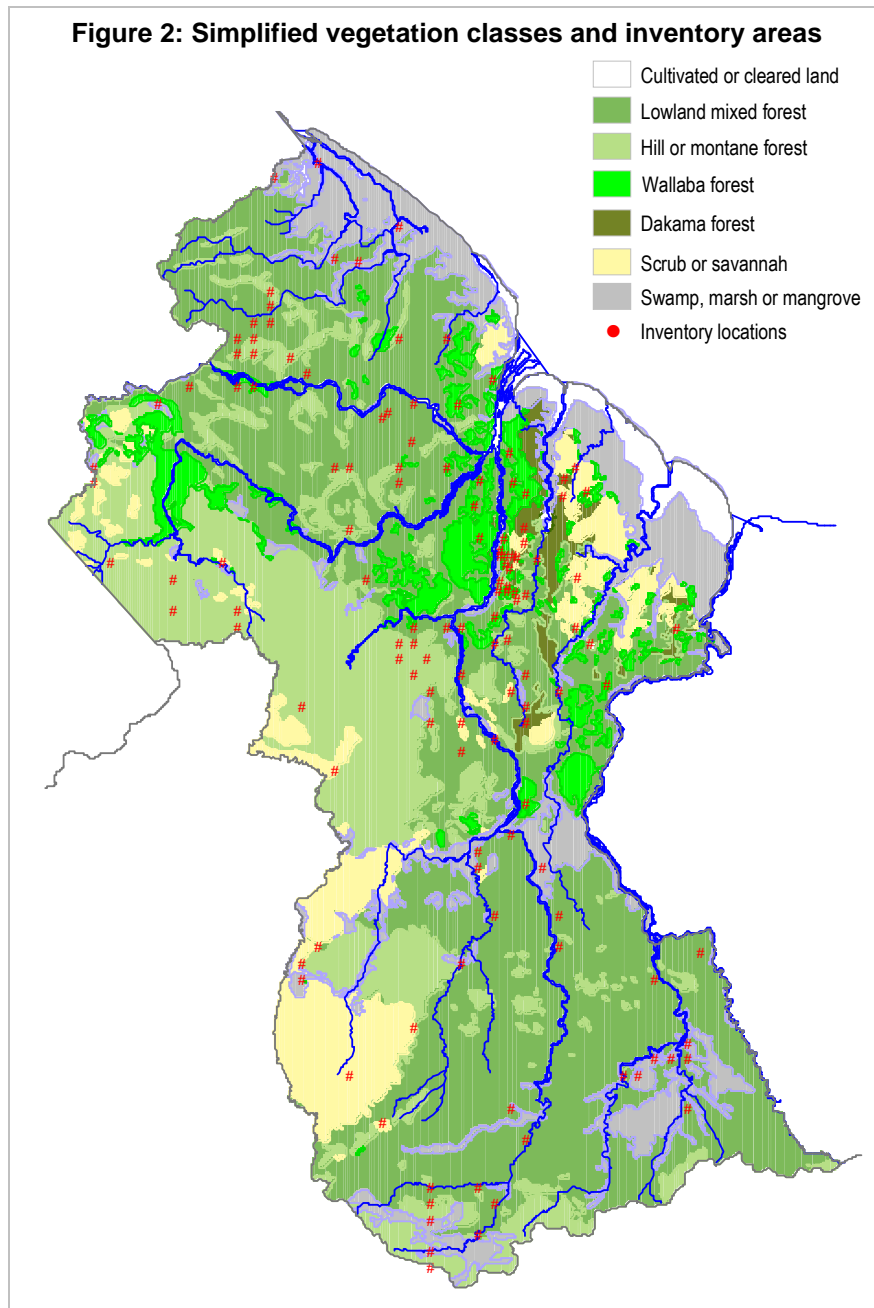 Figure 2: Simplified vegetation classes and inventory areas
Cultivated or cleared land
Lowland mixed forest
Hill or montane forest
Wallaba forest
Dakama forest
Scrub or savannah
Swamp, marsh or mangrove
Inventory locations